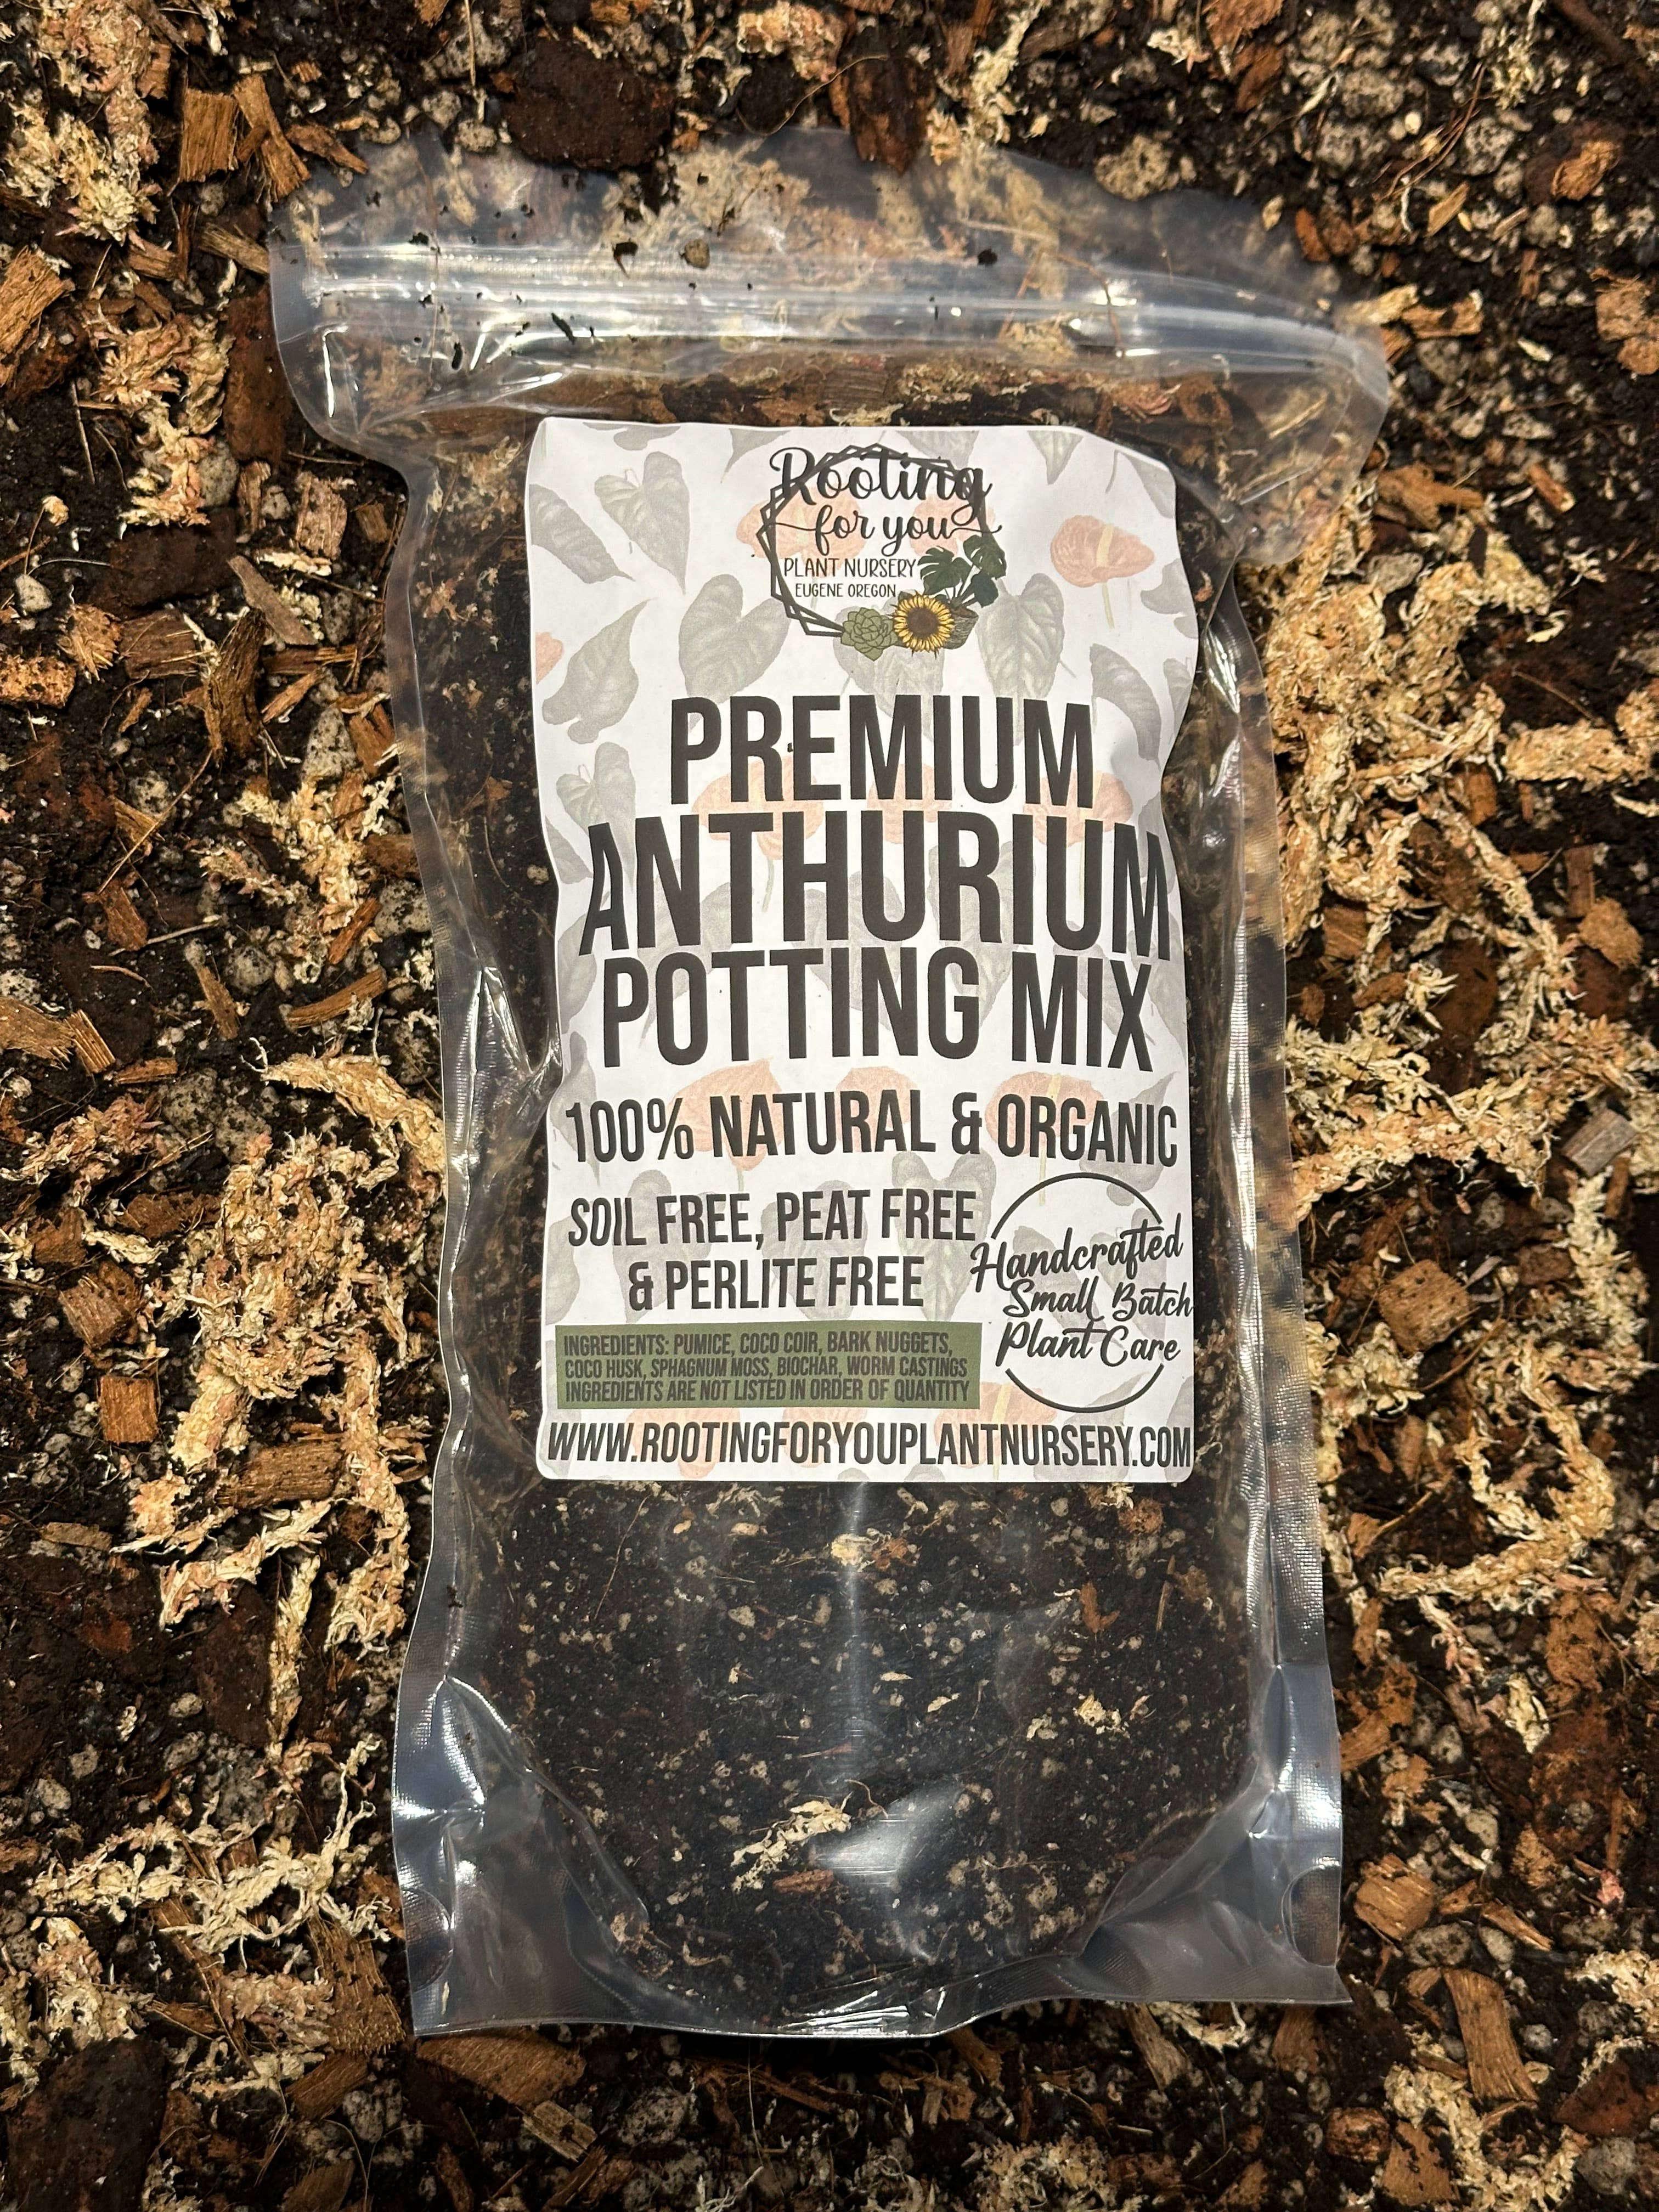 Rooting
for you
PLANT NURSERY
EUGENE OREGON
PREMIUM
ANTHURIUM
POTTING MIX
100% NATURAL & ORGANIC
SOIL FREE, PEAT FREE
& PERLITE FREE
Handcrafted
Small Batch
Plant Care
INGREDIENTS: PUMICE, COCO COIR, BARK NUGGETS,
COCO HUSK, SPHAGNUM MOSS, BIOCHAR, WORM CASTINGS
INGREDIENTS ARE NOT LISTED IN ORDER OF QUANTITY
WWW.ROOTINGFORYOUPLANTNURSERY.COM